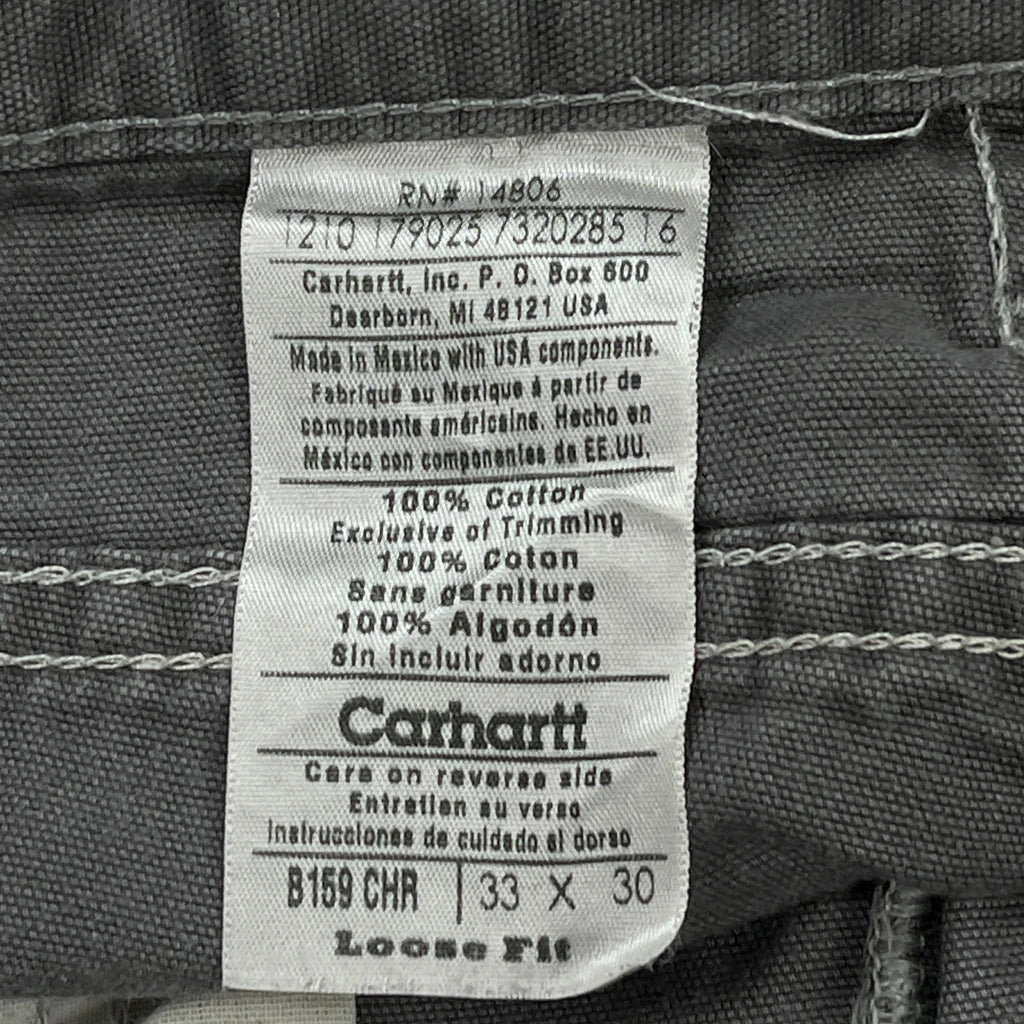 RN# 14806
1210 179025 7320285 16
Carhartt, Inc. P. O. Box 600
Dearborn, MI 48121 USA
Made in Mexico with USA components.
Fabriqué au Mexique à partir de
composants américains. Hecho en
México con componentes de EE.UU.
100% Cotton
Exclusive of Trimming
100% Coton
Sans garniture
100% Algodón
Sin incluir adorno
Carhartt
Care on reverse side
Entretien au verso
Instrucciones de cuidado al dorso
B159 CHR | 33 X 30
Loose Fit